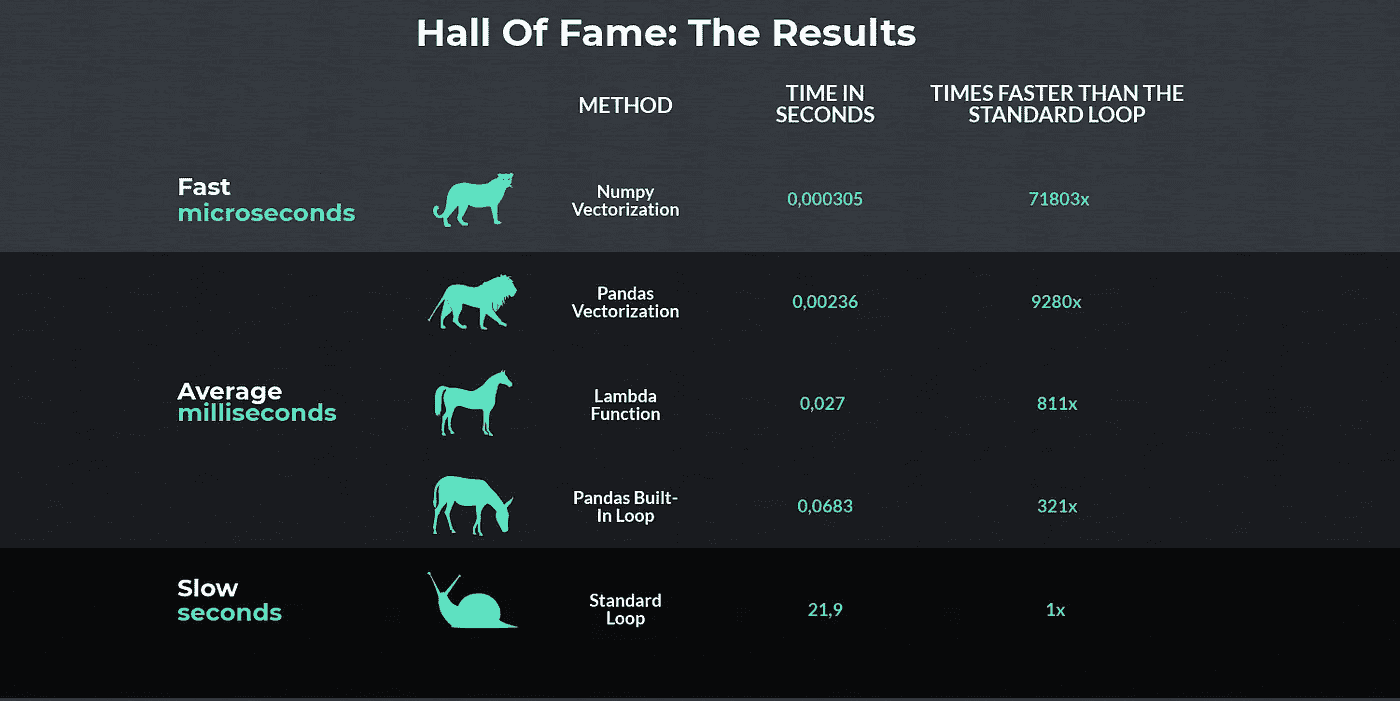 Hall Of Fame: The Results
METHOD
TIME IN
SECONDS
TIMES FASTER THAN THE
STANDARD LOOP
Fast
microseconds
Numpy
Vectorization
0,000305
71803x
Pandas
Vectorization
0,00236
9280x
Average
milliseconds
Lambda
Function
0,027
811x
Pandas Built-
In Loop
0,0683
321x
Slow
seconds
Standard
Loop
21,9
1x